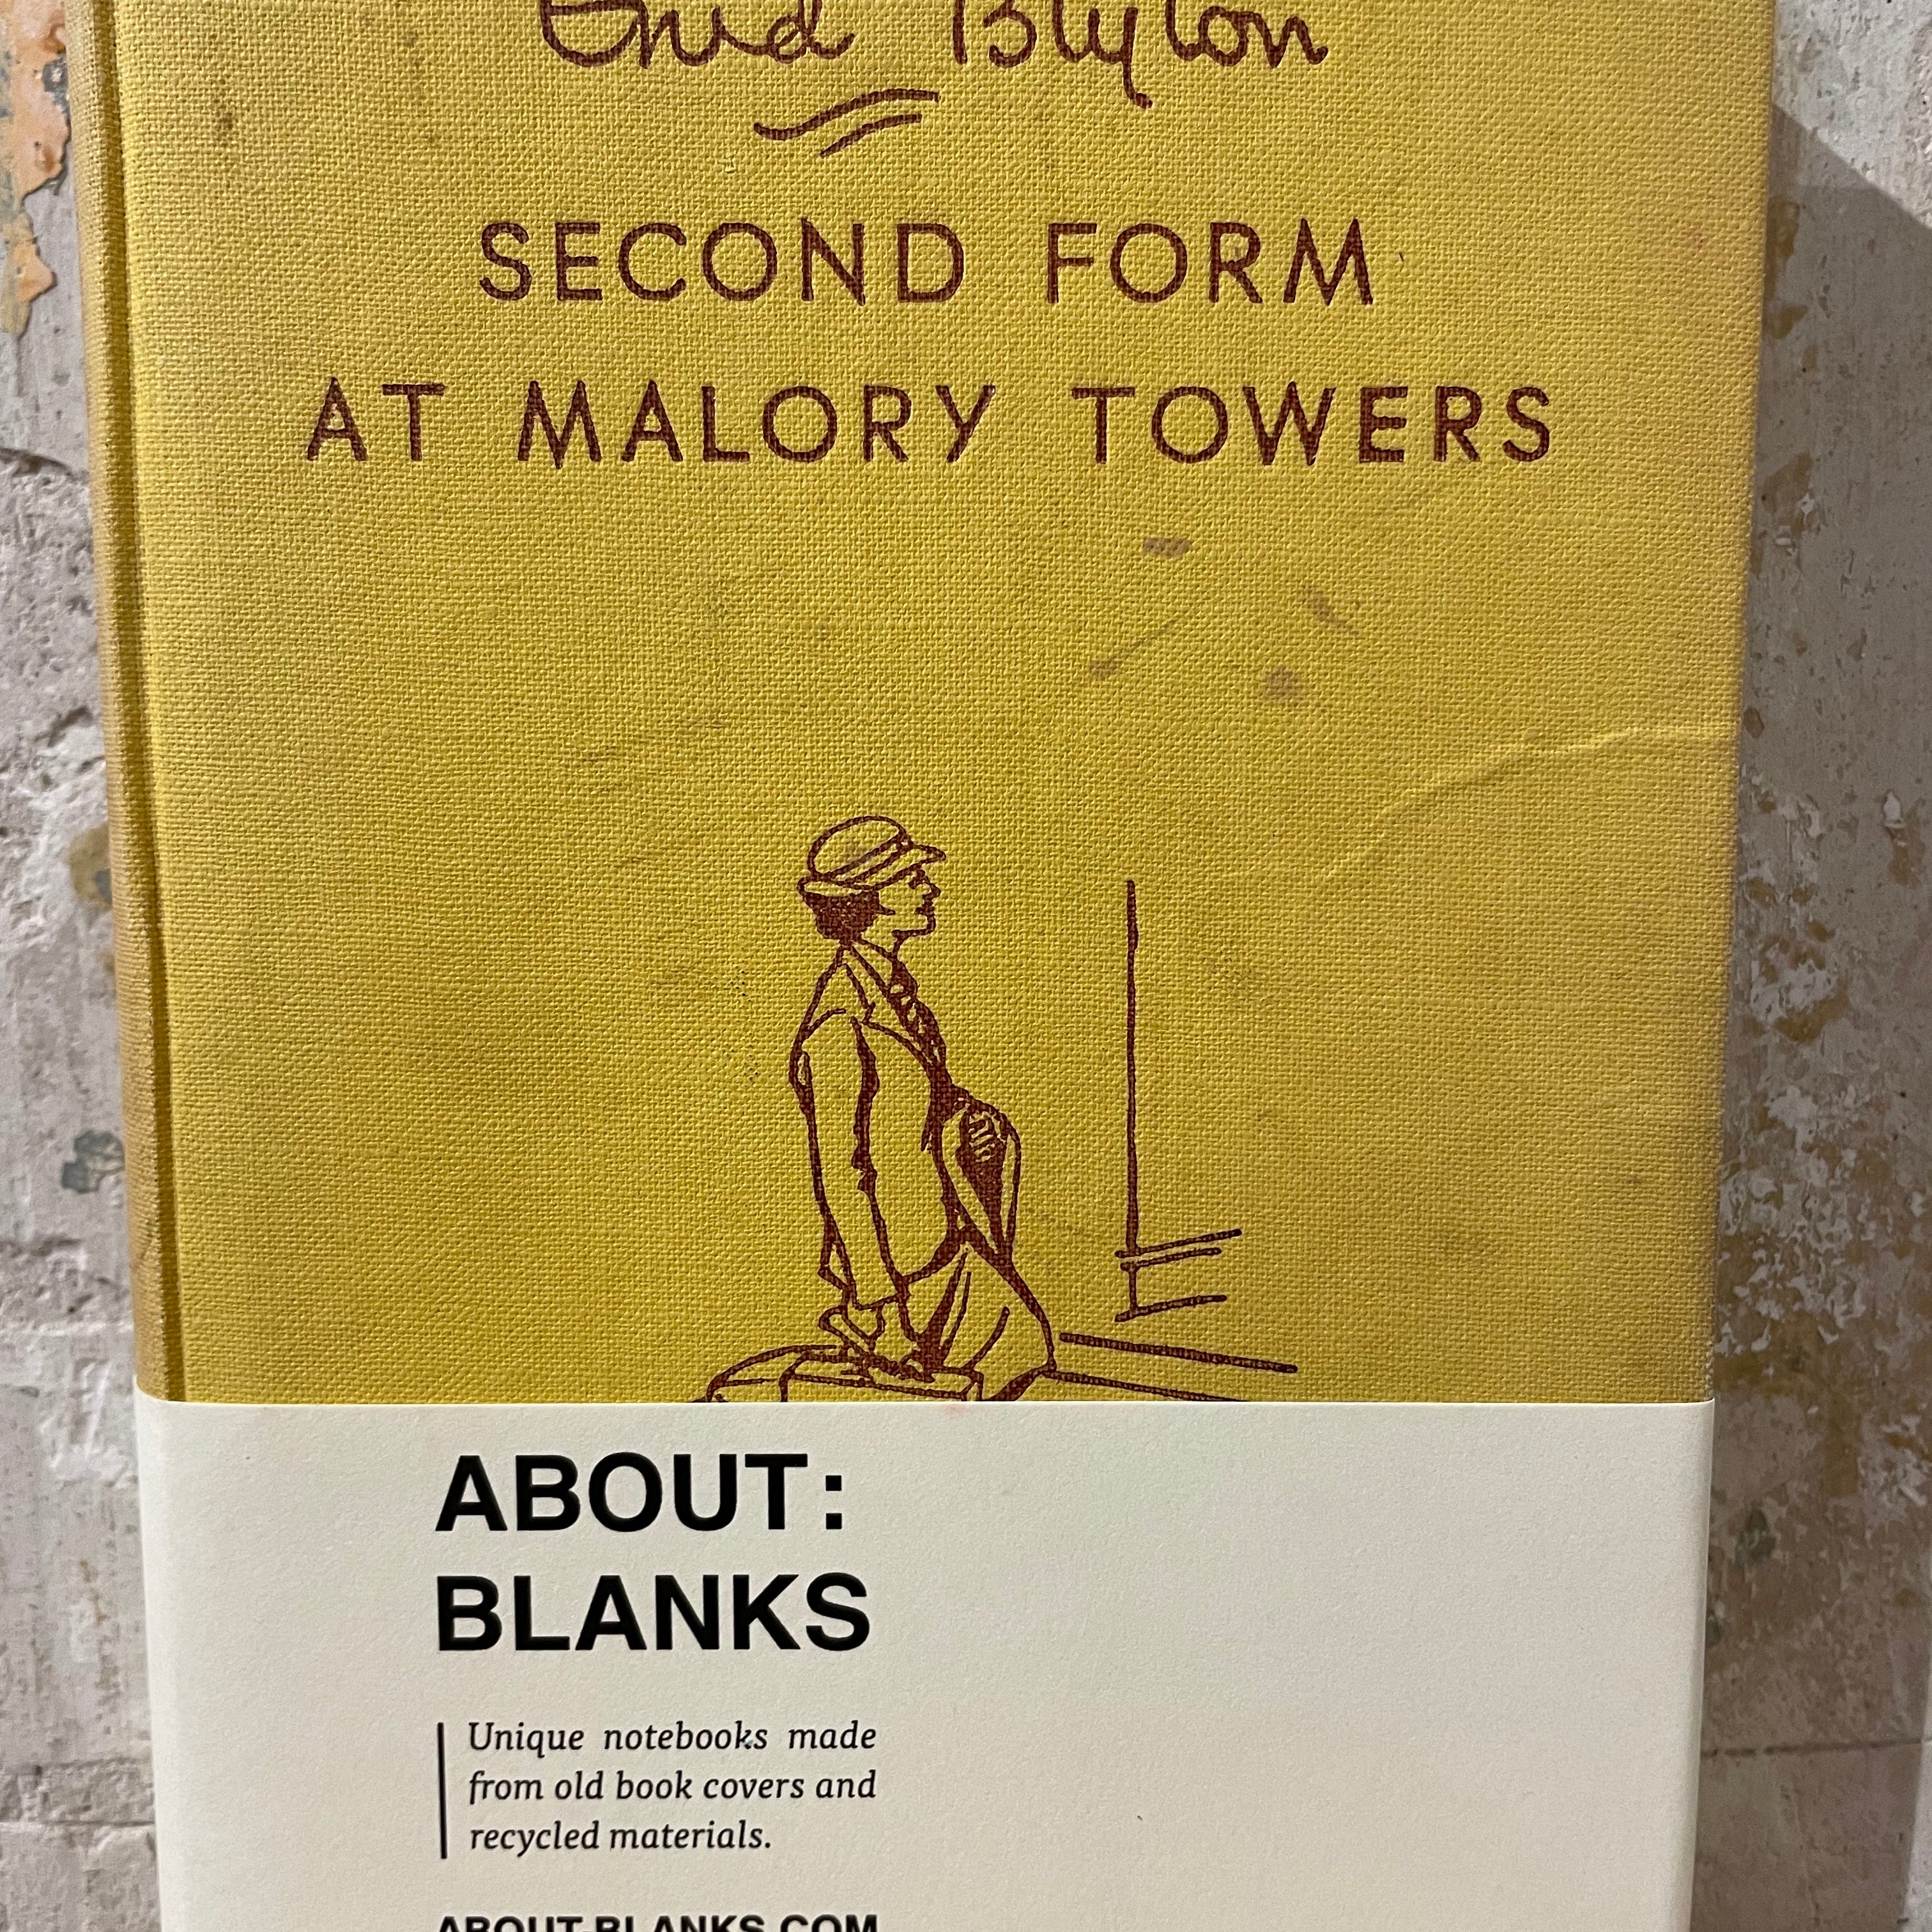 Enid Blyton
SECOND FORM
AT MALORY TOWERS
ABOUT:
BLANKS
Unique notebooks made
from old book covers and
recycled materials.
ABOUT-BLANKS.COM